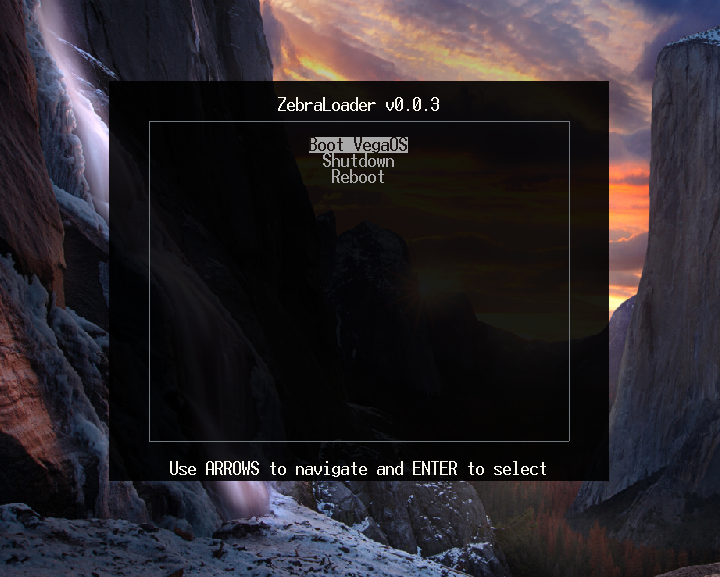 ZebraLoader v0.0.3
Boot VegaOS
Shutdown
Reboot
Use ARROWS to navigate and ENTER to select